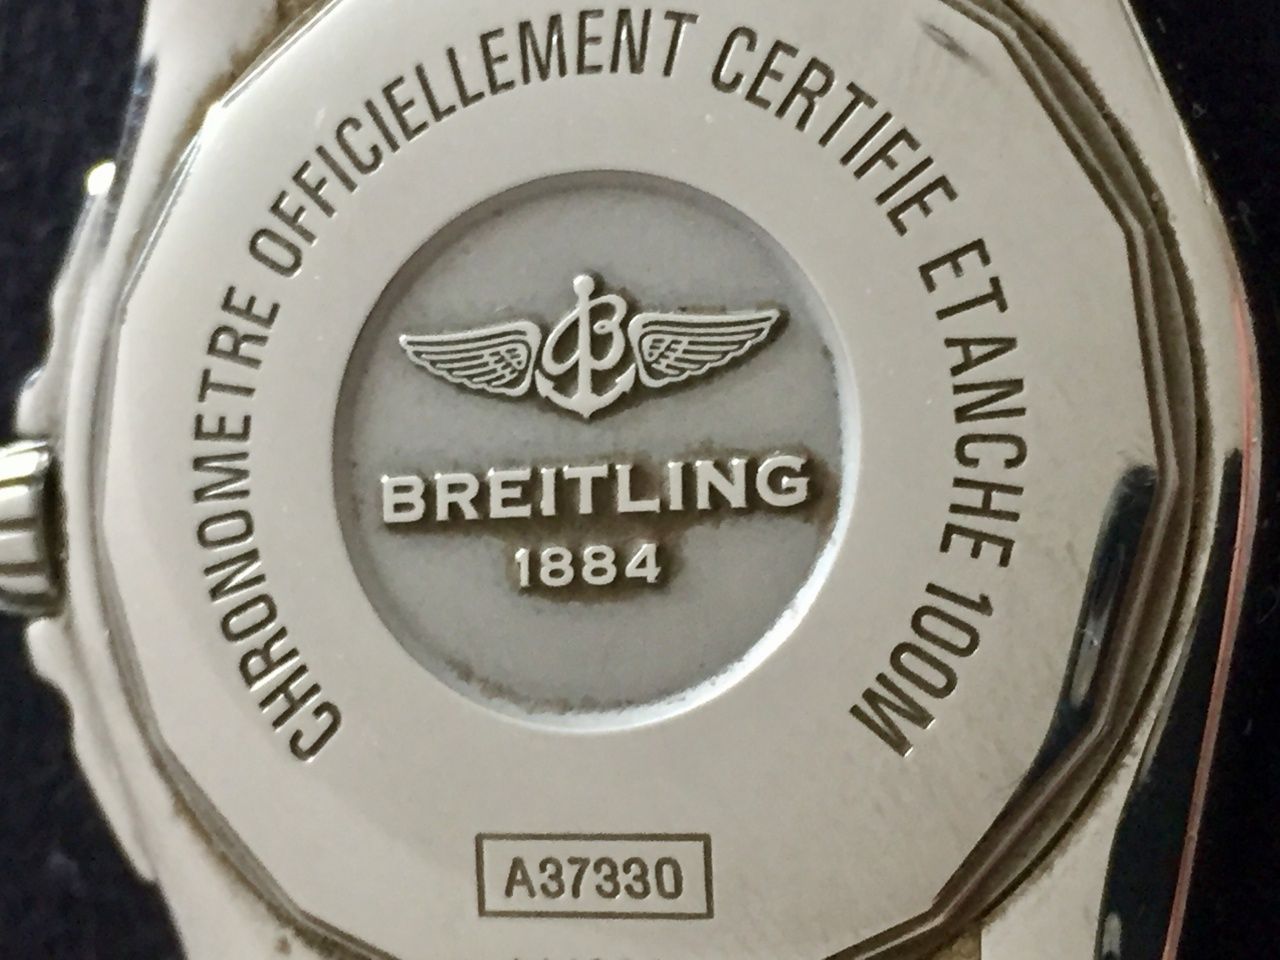 CHRONOMETRE OFFICIELLEMENT CERTIFIE ETANCHE 100M
B
BREITLING
1884
A37330